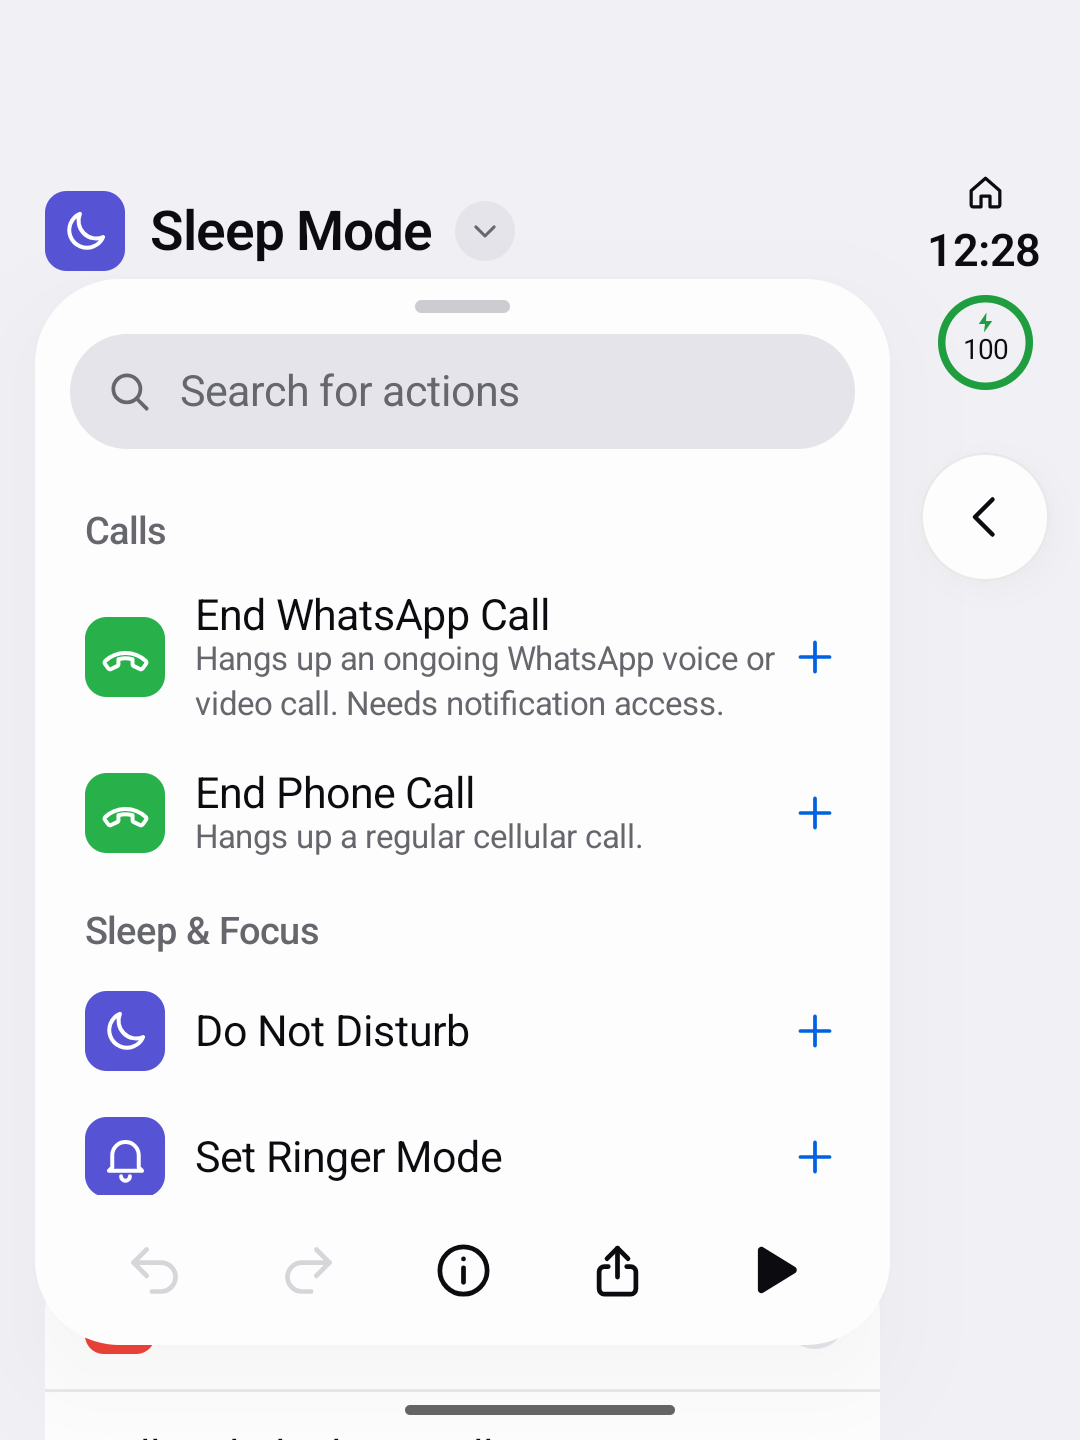 Sleep Mode
12:28
100
Search for actions
Calls
End WhatsApp Call
Hangs up an ongoing WhatsApp voice or
video call. Needs notification access.
End Phone Call
Hangs up a regular cellular call.
Sleep & Focus
Do Not Disturb
Set Ringer Mode